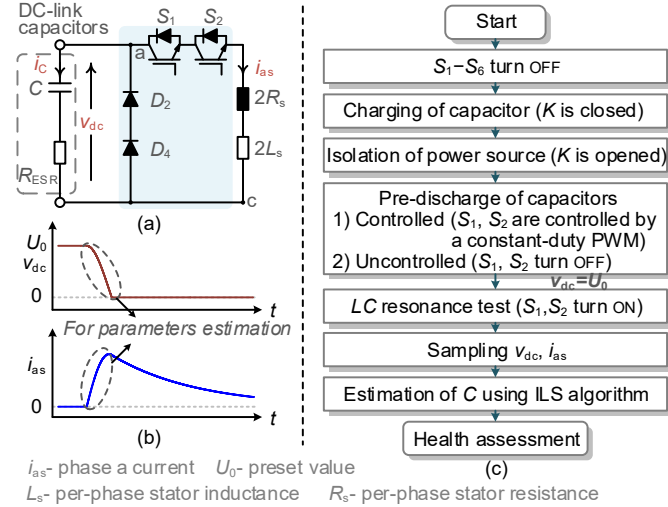 DC-link
capacitors
S1 S2
a
iC
C
vdc
D2
D4
ias
2Rs
2Ls
RESR
c
(a)
U0
vdc
0
t
For parameters estimation
ias
0
t
(b)
Start
S1–S6 turn OFF
Charging of capacitor (K is closed)
Isolation of power source (K is opened)
Pre-discharge of capacitors
1) Controlled (S1, S2 are controlled by
a constant-duty PWM)
2) Uncontrolled (S1, S2 turn OFF)
vdc=U0
LC resonance test (S1,S2 turn ON)
Sampling vdc, ias
Estimation of C using ILS algorithm
Health assessment
(c)
ias- phase a current U0- preset value
Ls- per-phase stator inductance Rs- per-phase stator resistance